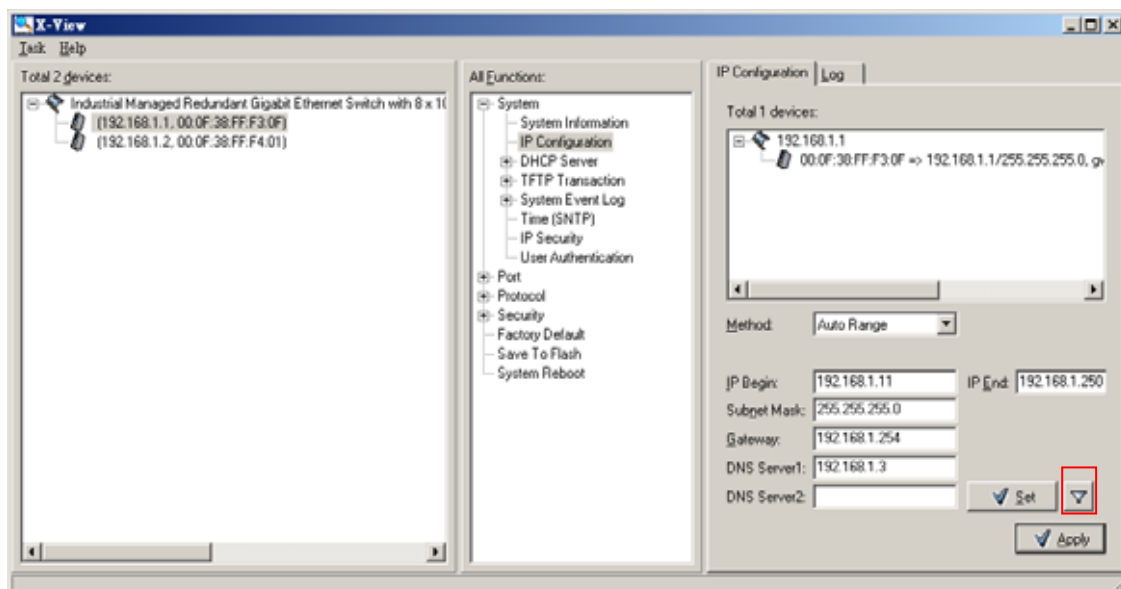 X-View
Task Help
Total 2 devices:
Industrial Managed Redundant Gigabit Ethernet Switch with 8 x 10
(192.168.1.1, 00:0F:38:FF:F3:0F)
(192.168.1.2, 00:0F:38:FF:F4:01)
All Functions:
System
System Information
IP Configuration
DHCP Server
TFTP Transaction
System Event Log
Time (SNTP)
IP Security
User Authentication
Port
Protocol
Security
Factory Default
Save To Flash
System Reboot
IP Configuration Log
Total 1 devices:
192.168.1.1
00:0F:38:FF:F3:0F => 192.168.1.1/255.255.255.0, gw
Method: Auto Range
IP Begin: 192.168.1.11 IP End: 192.168.1.250
Subnet Mask: 255.255.255.0
Gateway: 192.168.1.254
DNS Server1: 192.168.1.3
DNS Server2: Set
Apply